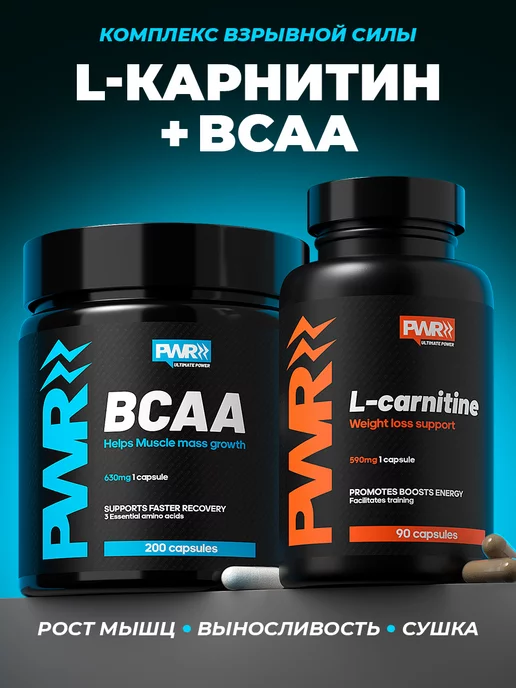 КОМПЛЕКС ВЗРЫВНОЙ СИЛЫ
L-КАРНИТИН
+ BCAA
PWR
PWR
ULTIMATE POWER
BCAA
Helps Muscle mass growth
630mg 1 capsule
SUPPORTS FASTER RECOVERY
3 Essential amino acids
200 capsules
PWR
PWR
ULTIMATE POWER
L-carnitine
Weight loss support
590mg 1 capsule
PROMOTES BOOSTS ENERGY
Facilitates training
90 capsules
РОСТ МЫШЦ • ВЫНОСЛИВОСТЬ • СУШКА